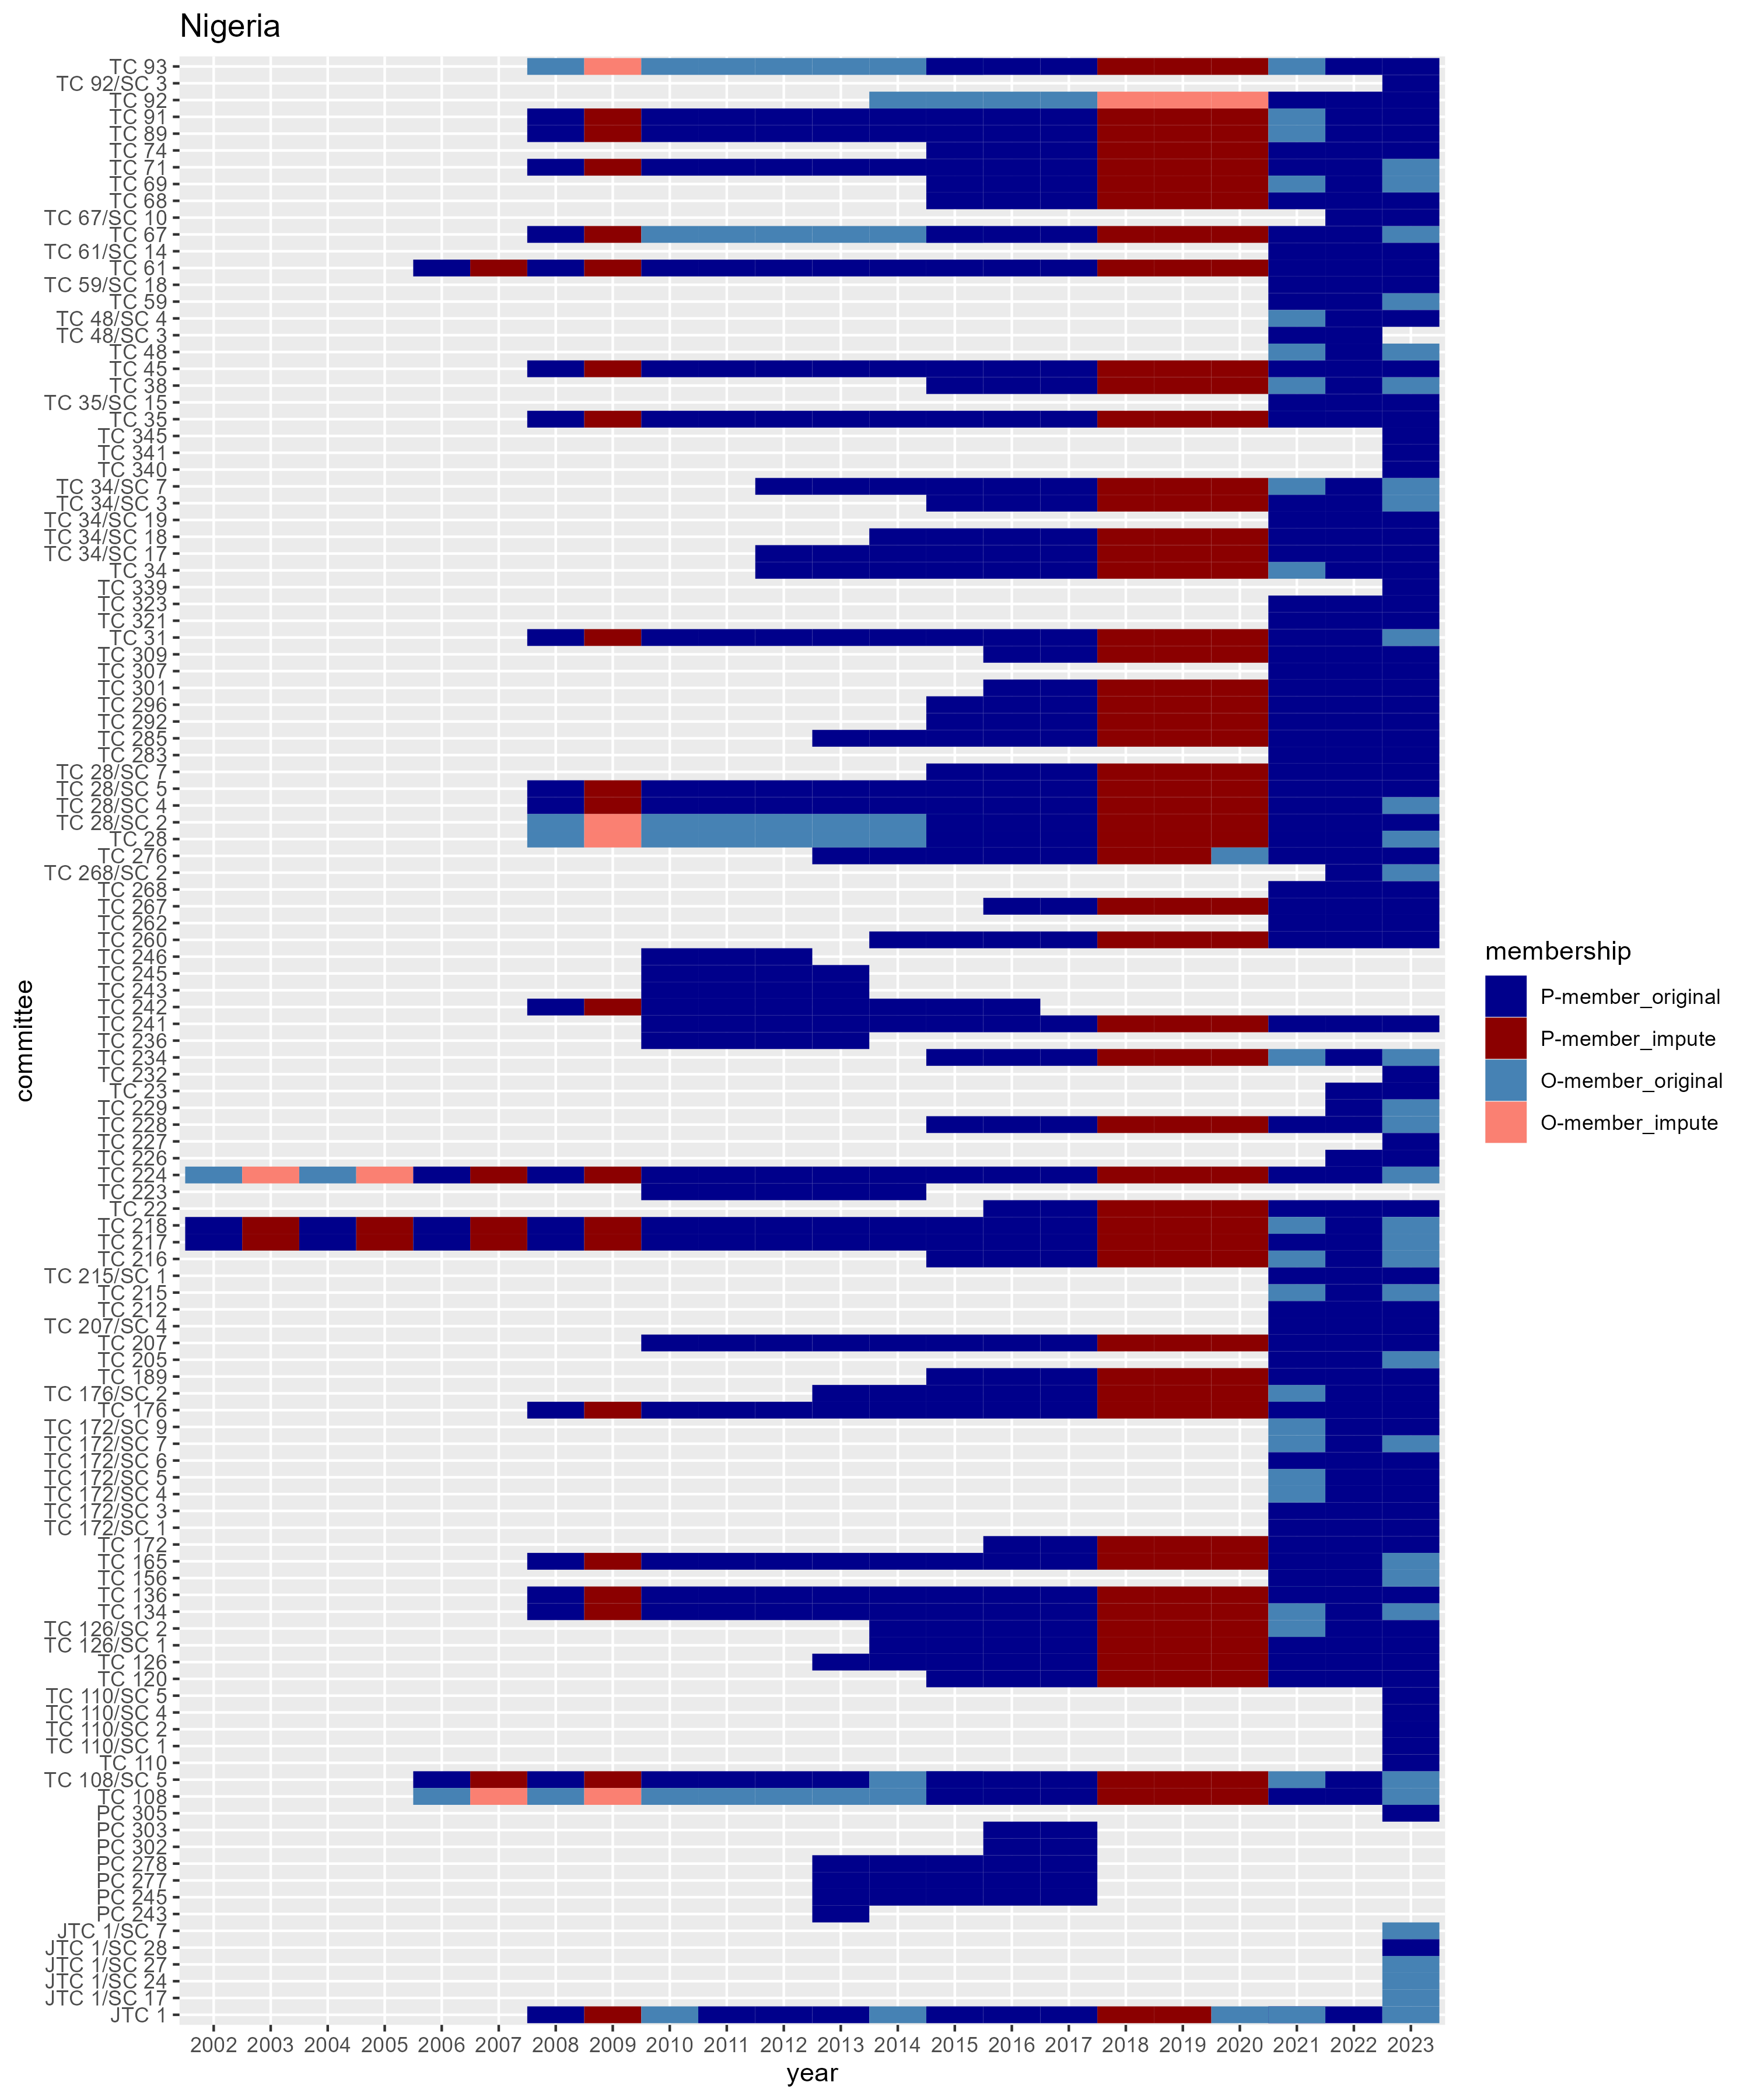 Nigeria
TC 93
TC 92/SC 3
TC 92
TC 91
TC 89
TC 74
TC 71
TC 69
TC 68
TC 67/SC 10
TC 67
TC 61/SC 14
TC 61
TC 59/SC 18
TC 59
TC 48/SC 4
TC 48/SC 3
TC 48
TC 45
TC 38
TC 35/SC 15
TC 35
TC 345
TC 341
TC 340
TC 34/SC 7
TC 34/SC 3
TC 34/SC 19
TC 34/SC 18
TC 34/SC 17
TC 34
TC 339
TC 323
TC 321
TC 31
TC 309
TC 307
TC 301
TC 296
TC 292
TC 285
TC 283
TC 28/SC 7
TC 28/SC 5
TC 28/SC 4
TC 28/SC 2
TC 28
TC 276
TC 268/SC 2
TC 268
TC 267
TC 262
TC 260
TC 246
TC 245
TC 243
TC 242
TC 241
TC 236
TC 234
TC 232
TC 23
TC 229
TC 228
TC 227
TC 226
TC 224
TC 223
TC 22
TC 218
TC 217
TC 216
TC 215/SC 1
TC 215
TC 212
TC 207/SC 4
TC 207
TC 205
TC 189
TC 176/SC 2
TC 176
TC 172/SC 9
TC 172/SC 7
TC 172/SC 6
TC 172/SC 5
TC 172/SC 4
TC 172/SC 3
TC 172/SC 1
TC 172
TC 165
TC 156
TC 136
TC 134
TC 126/SC 2
TC 126/SC 1
TC 126
TC 120
TC 110/SC 5
TC 110/SC 4
TC 110/SC 2
TC 110/SC 1
TC 110
TC 108/SC 5
TC 108
PC 305
PC 303
PC 302
PC 278
PC 277
PC 245
PC 243
JTC 1/SC 7
JTC 1/SC 28
JTC 1/SC 27
JTC 1/SC 24
JTC 1/SC 17
JTC 1
committee
2002 2003 2004 2005 2006 2007 2008 2009 2010 2011 2012 2013 2014 2015 2016 2017 2018 2019 2020 2021 2022 2023
year
membership
P-member_original
P-member_impute
O-member_original
O-member_impute